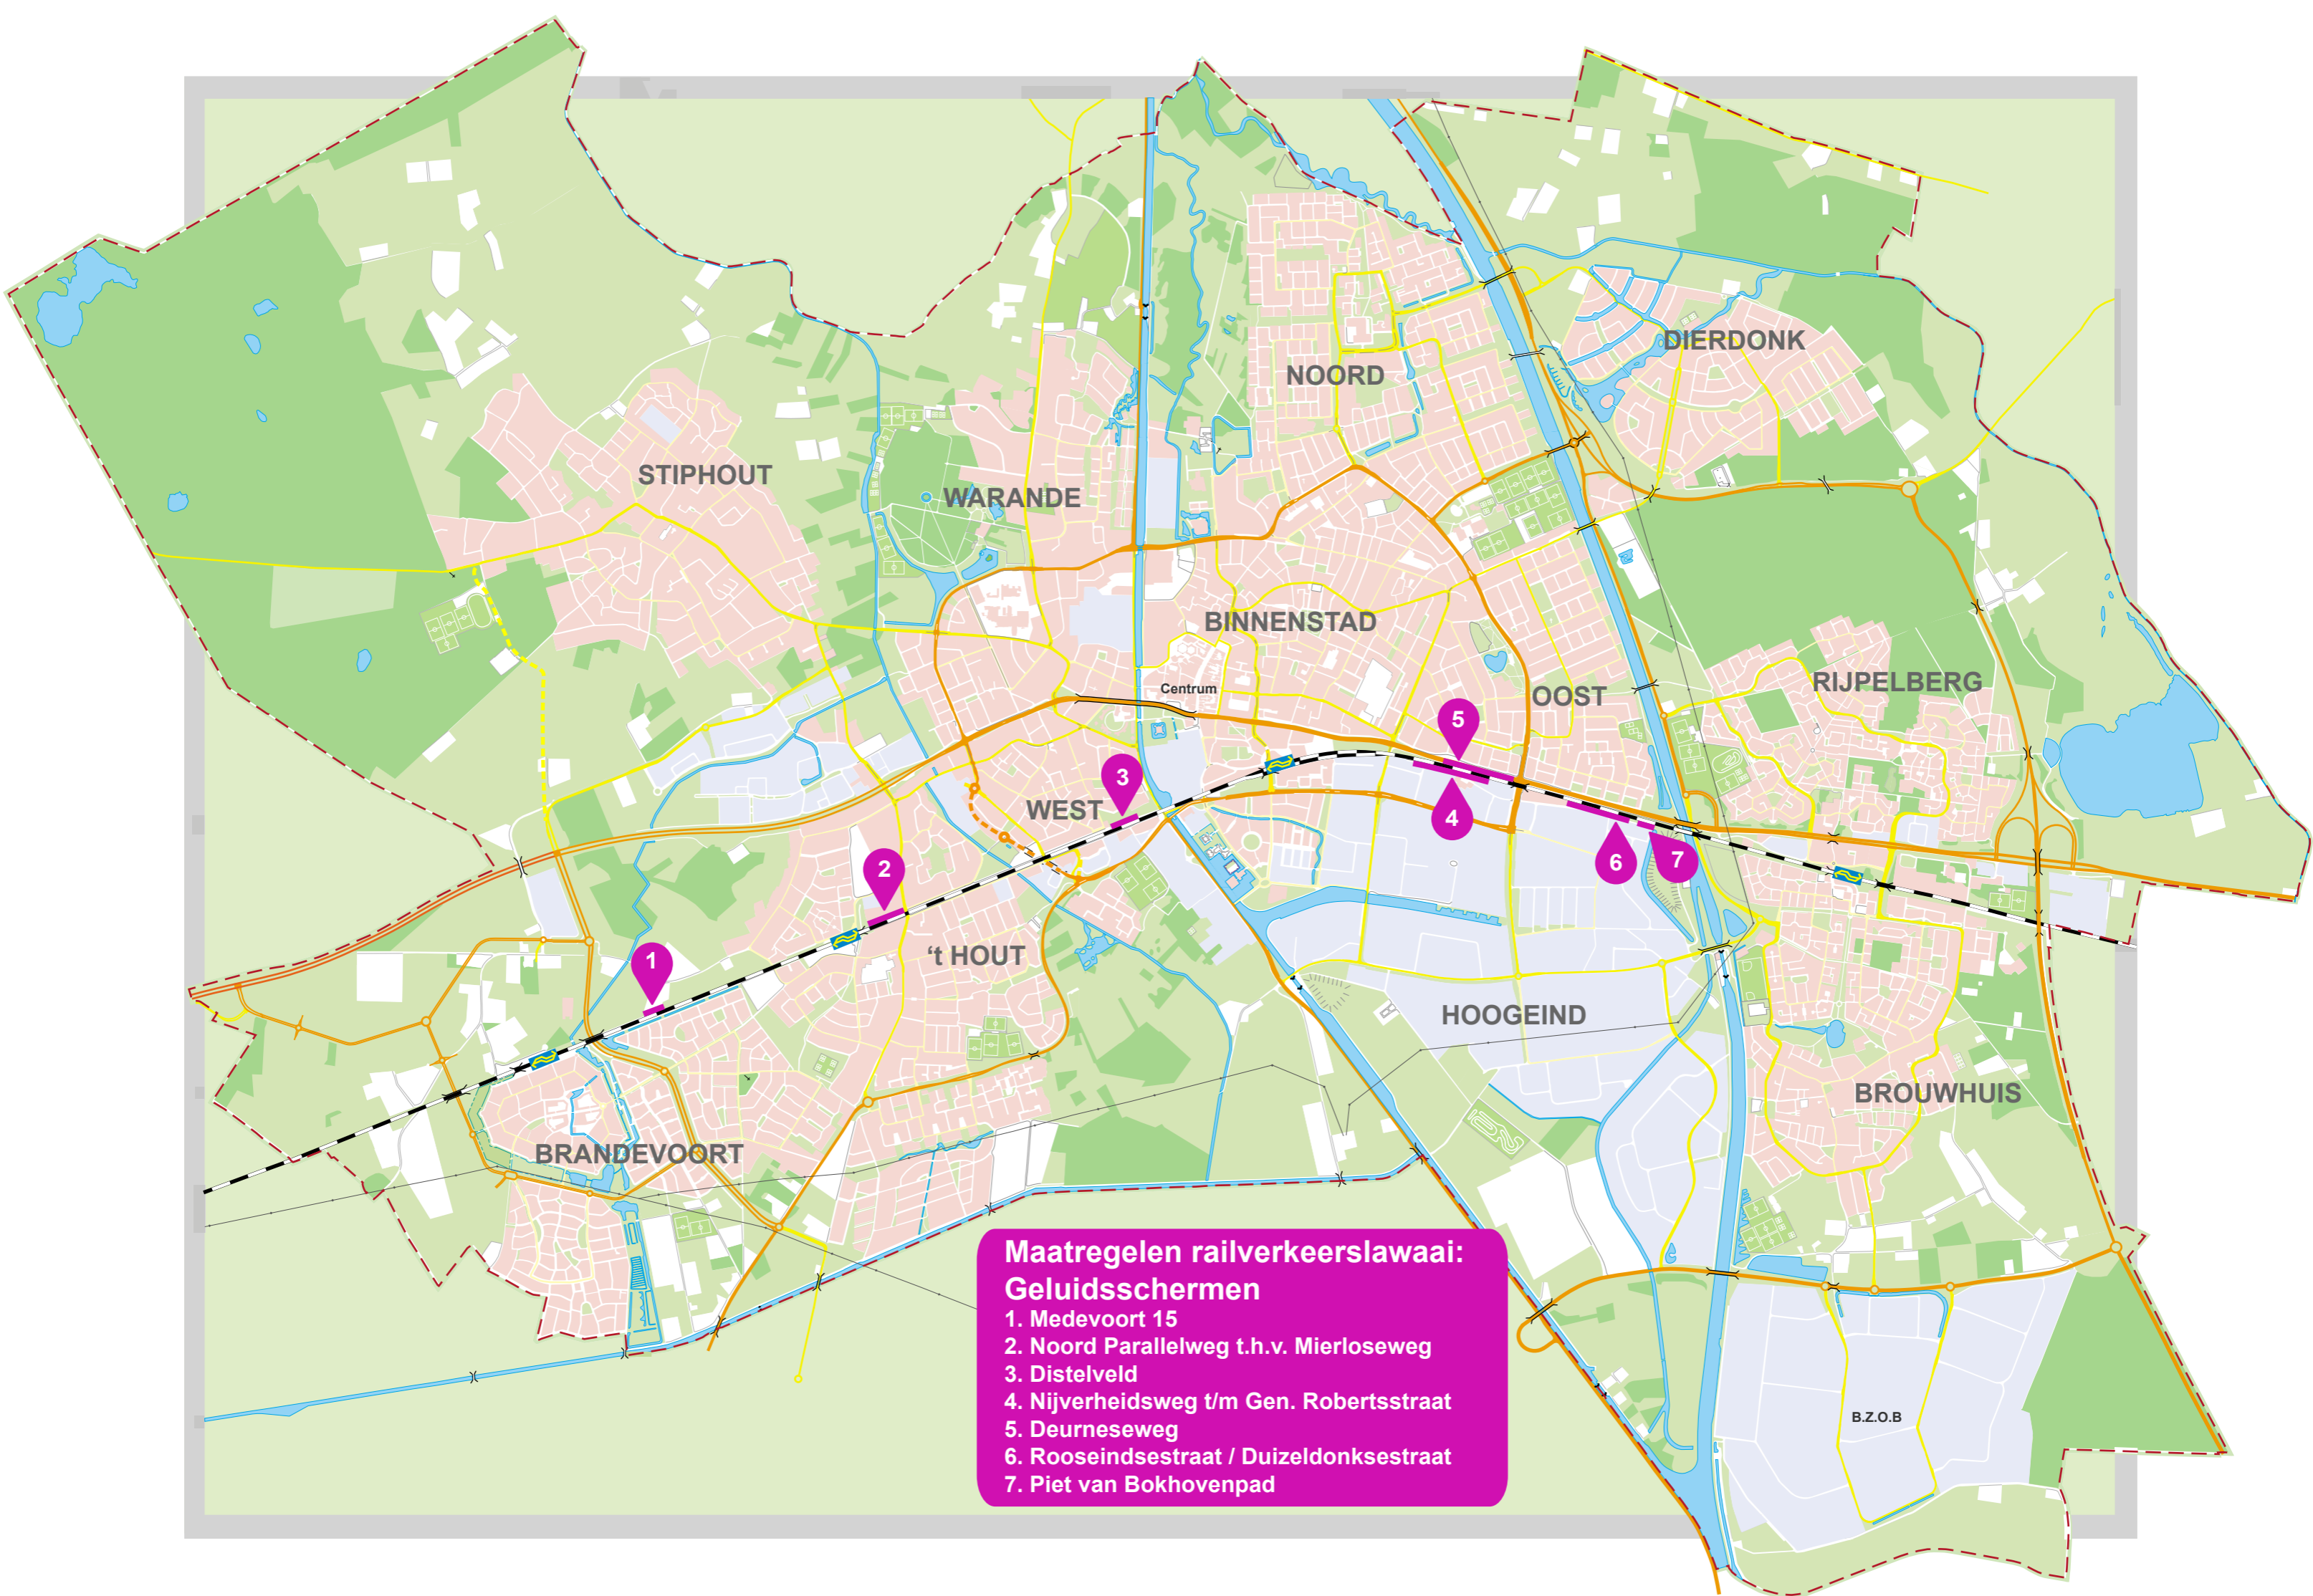 DIERDONK
NOORD
STIPHOUT
WARANDE
BINNENSTAD
RIJPELBERG
Centrum
OOST
5
3
WEST
4
2
6
7
't HOUT
1
HOOGEIND
BROUWHUIS
BRANDEVOORT
Maatregelen railverkeerslawaai:
Geluidsschermen
1. Medevoort 15
2. Noord Parallelweg t.h.v. Mierloseweg
3. Distelveld
4. Nijverheidsweg t/m Gen. Robertsstraat
5. Deurneseweg
6. Rooseindsestraat / Duizeldonksestraat
7. Piet van Bokhovenpad
B.Z.O.B